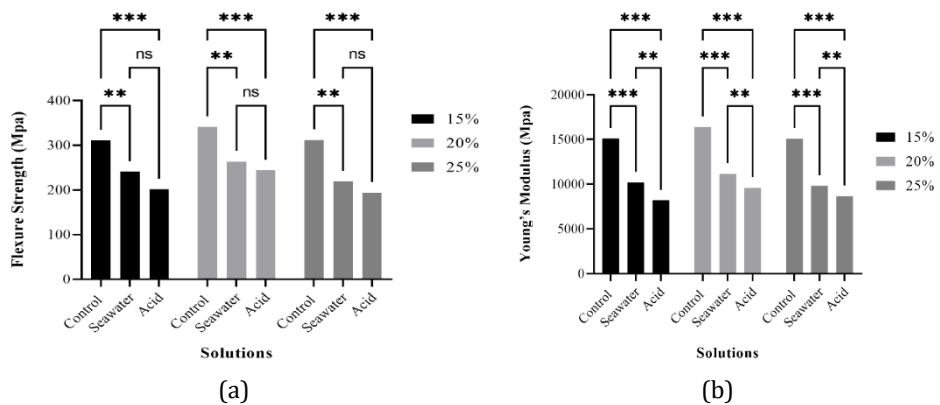 *** *** ***
ns ** ns
** ns **
400
300
200
100
0
Flexure Strength (Mpa)
15%
20%
25%
Control Seawater Acid Control Seawater Acid Control Seawater Acid
Solutions
(a)
*** *** ***
** *** **
*** ** ***
20000
15000
10000
5000
0
Young's Modulus (Mpa)
15%
20%
25%
Control Seawater Acid Control Seawater Acid Control Seawater Acid
Solutions
(b)